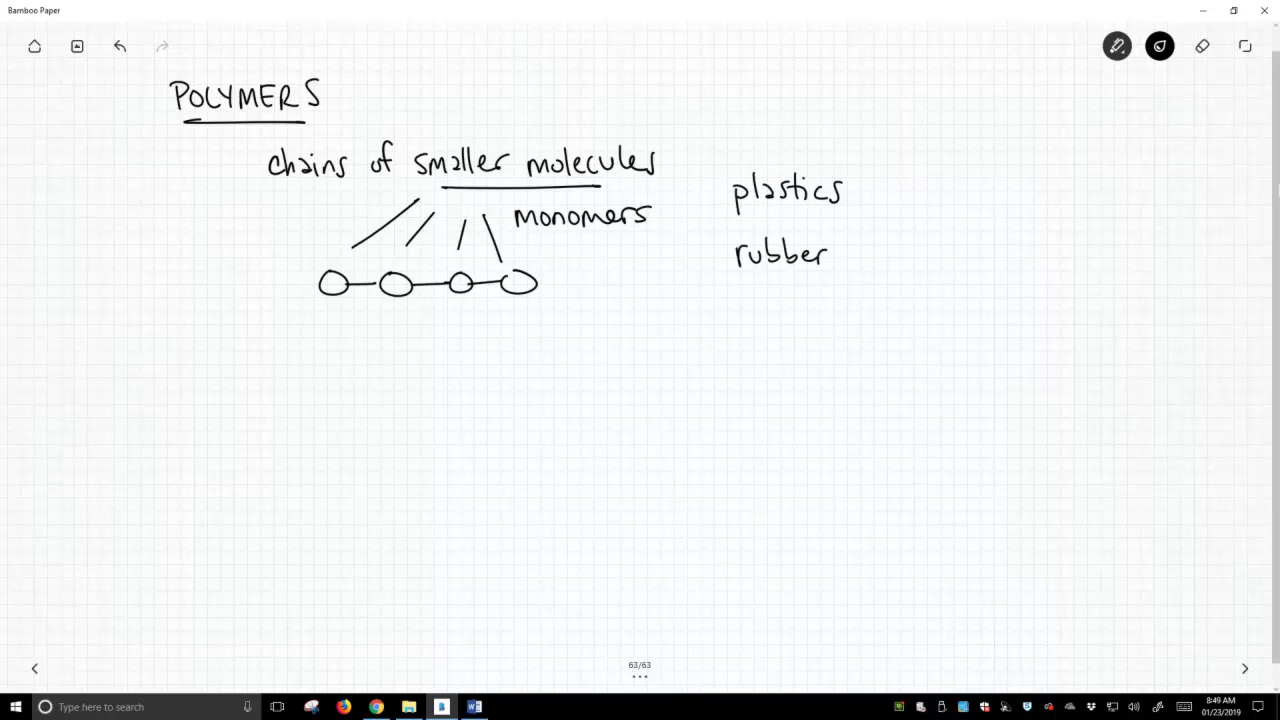 Bamboo Paper
POLYMERS
chains of smaller molecules
monomers
plastics
rubber
63/63
Type here to search
8:49 AM
01/23/2019